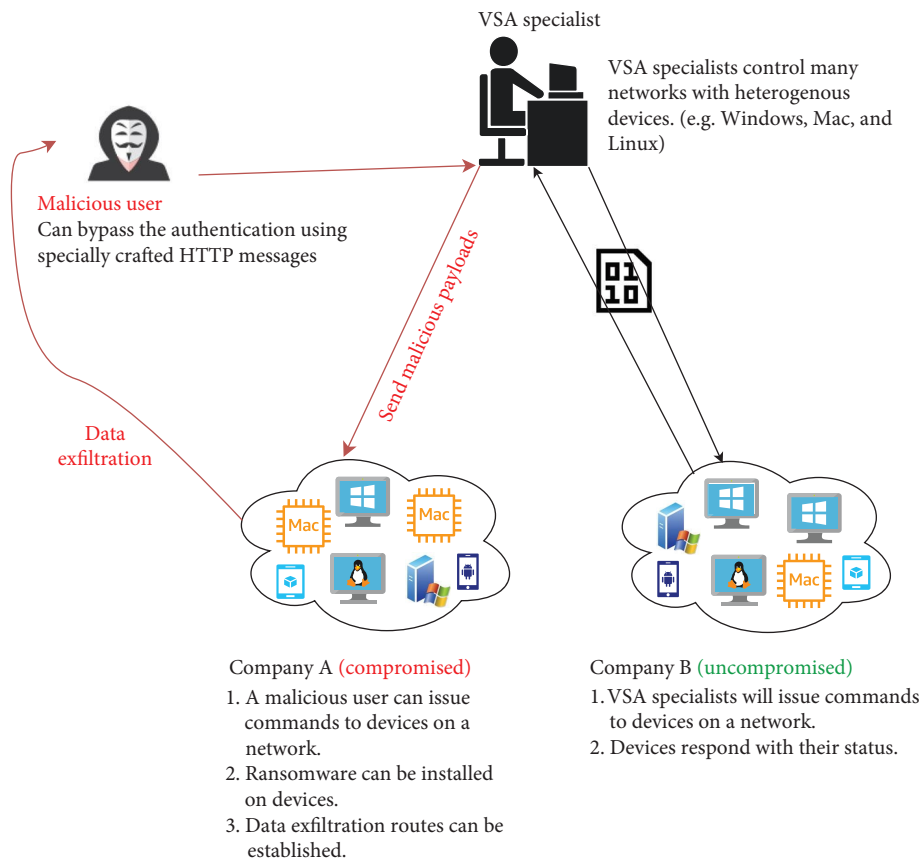 VSA specialist
VSA specialists control many
networks with heterogenous
devices. (e.g. Windows, Mac, and
Linux)
Malicious user
Can bypass the authentication using
specially crafted HTTP messages
Send malicious payloads
01
10
Data
exfiltration
Mac
Mac
Mac
Company A (compromised)
1. A malicious user can issue
commands to devices on a
network.
2. Ransomware can be installed
on devices.
3. Data exfiltration routes can be
established.
Company B (uncompromised)
1. VSA specialists will issue commands
to devices on a network.
2. Devices respond with their status.